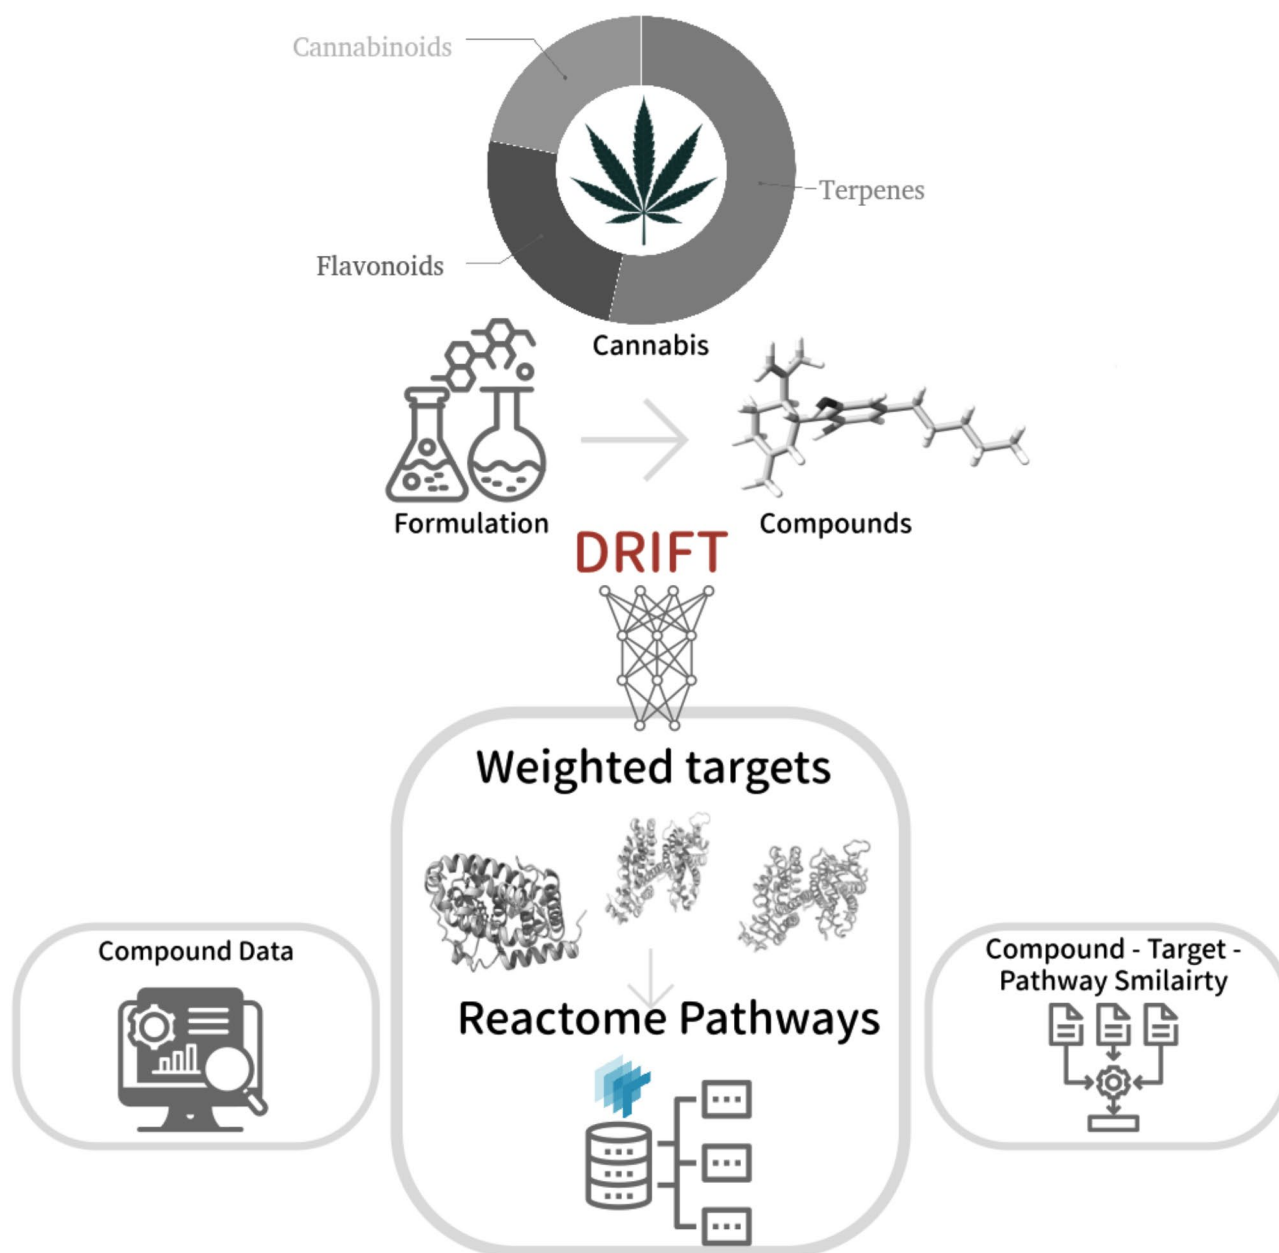 Cannabinoids
Terpenes
Flavonoids
Cannabis
Formulation
Compounds
DRIFT
Weighted targets
Compound Data
Compound - Target -
Pathway Smilairty
Reactome Pathways